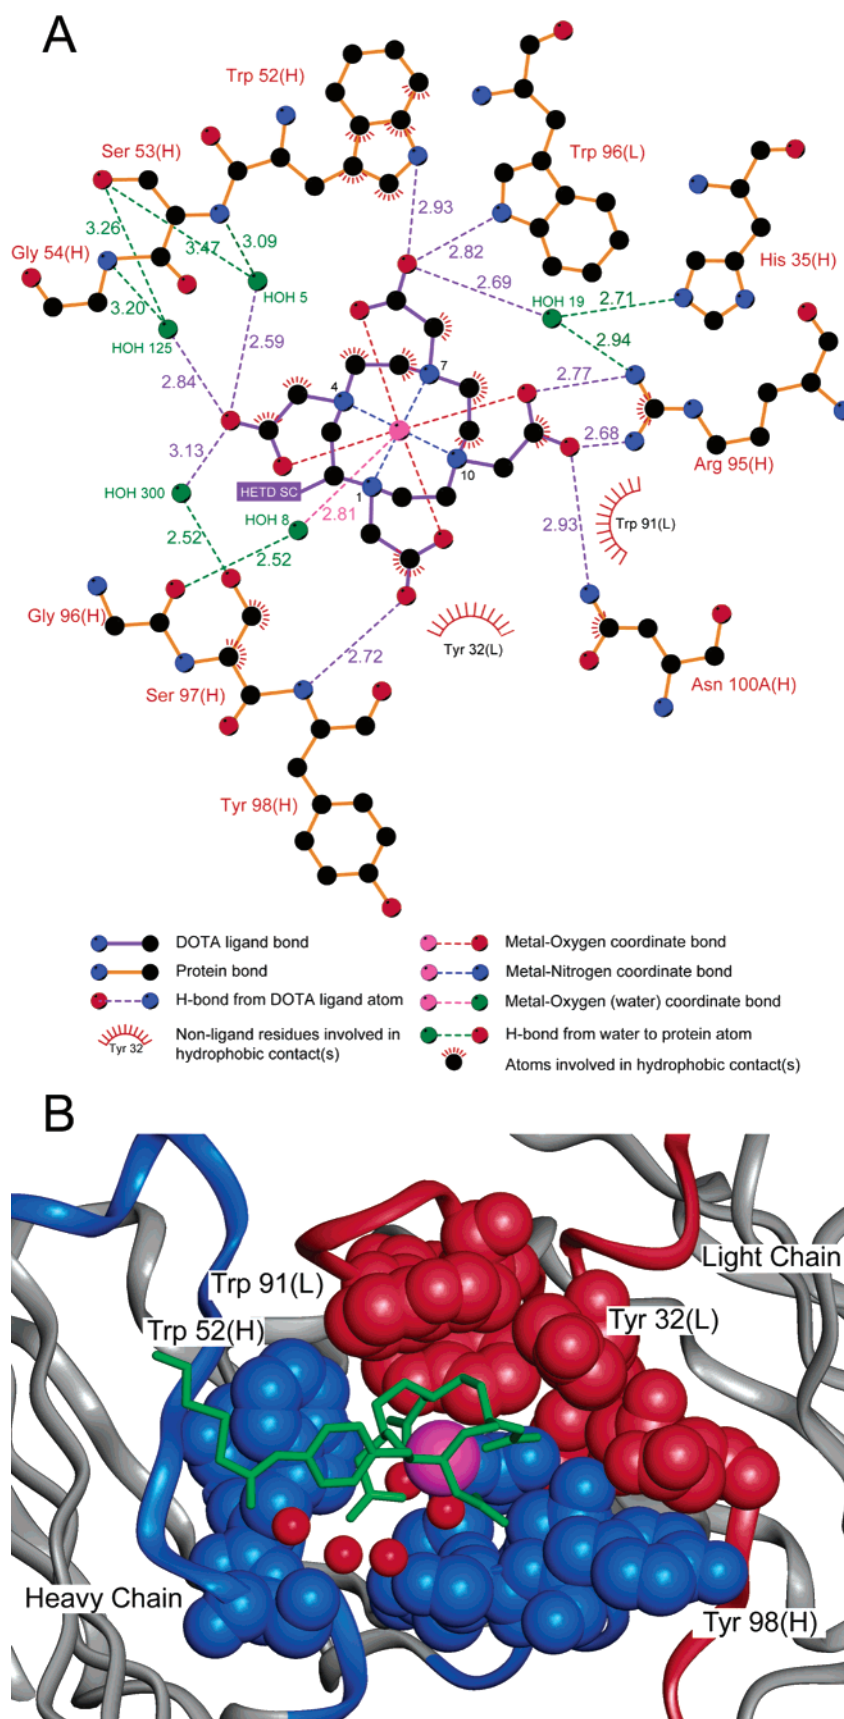 A
Trp 52(H)
Ser 53(H)
Trp 96(L)
Gly 54(H)
His 35(H)
3.26
3.47
3.09
2.93
2.82
2.69
HOH 5
HOH 19
2.71
3.20
HOH 125
2.59
2.94
2.84
4
7
2.77
3.13
2.68
Arg 95(H)
HETD SC
HOH 300
1
10
HOH 8
2.81
2.93
Trp 91(L)
2.52
2.52
Gly 96(H)
Tyr 32(L)
2.72
Ser 97(H)
Asn 100A(H)
Tyr 98(H)
DOTA ligand bond
Protein bond
H-bond from DOTA ligand atom
Tyr 32
Non-ligand residues involved in
hydrophobic contact(s)
Metal-Oxygen coordinate bond
Metal-Nitrogen coordinate bond
Metal-Oxygen (water) coordinate bond
H-bond from water to protein atom
Atoms involved in hydrophobic contact(s)
B
Light Chain
Trp 91(L)
Trp 52(H)
Tyr 32(L)
Heavy Chain
Tyr 98(H)